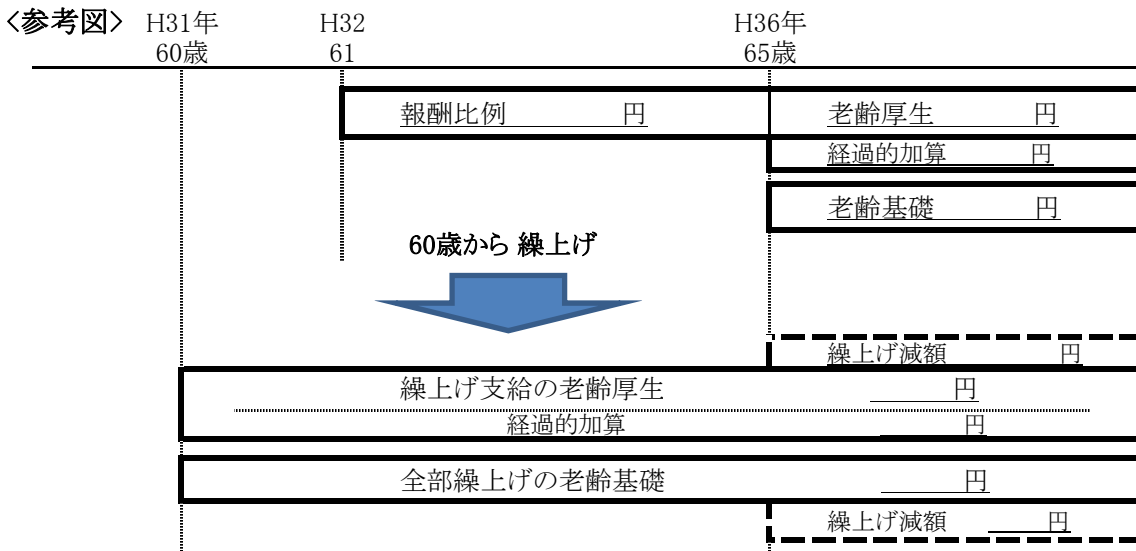 <参考図> H31年 H32 H36年
60歳 61 65歳
報酬比例 円 老齢厚生 円
経過的加算 円
老齢基礎 円
60歳から 繰上げ
繰上げ減額 円
繰上げ支給の老齢厚生 円
経過的加算 円
全部繰上げの老齢基礎 円
繰上げ減額 円